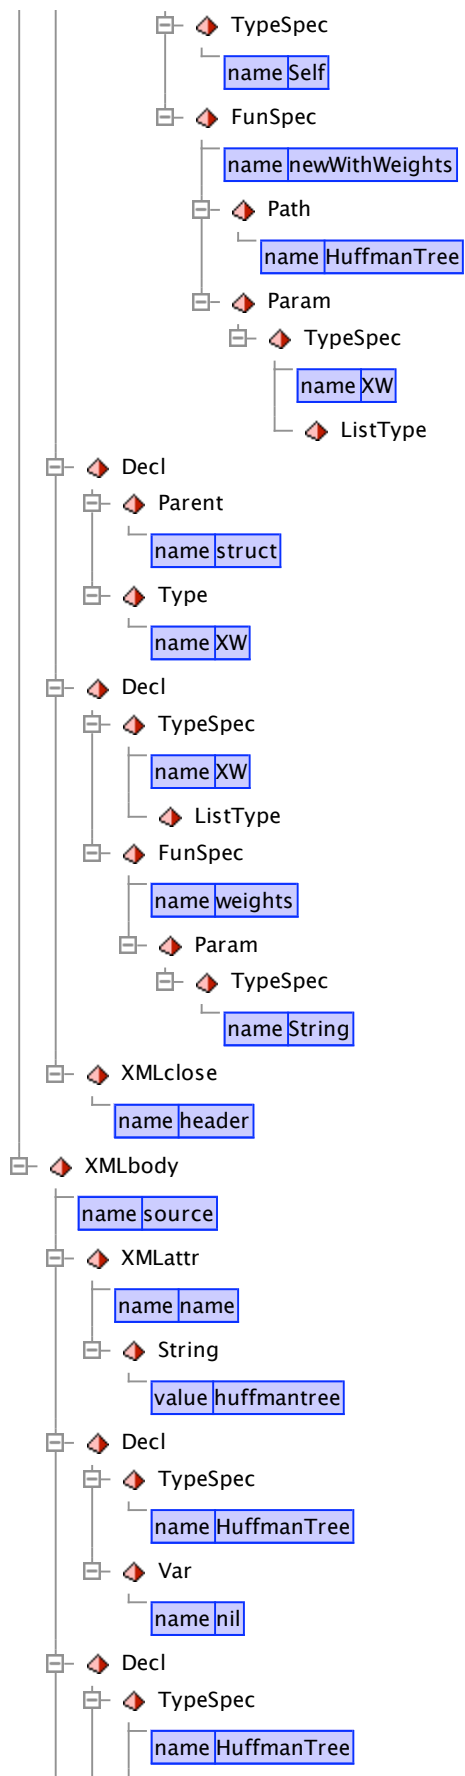 TypeSpec
name Self
FunSpec
name newWithWeights
Path
name HuffmanTree
Param
TypeSpec
name XW
ListType
Decl
Parent
name struct
Type
name XW
Decl
TypeSpec
name XW
ListType
FunSpec
name weights
Param
TypeSpec
name String
XMLclose
name header
XMLbody
name source
XMLattr
name name
String
value huffmantree
Decl
TypeSpec
name HuffmanTree
Var
name nil
Decl
TypeSpec
name HuffmanTree